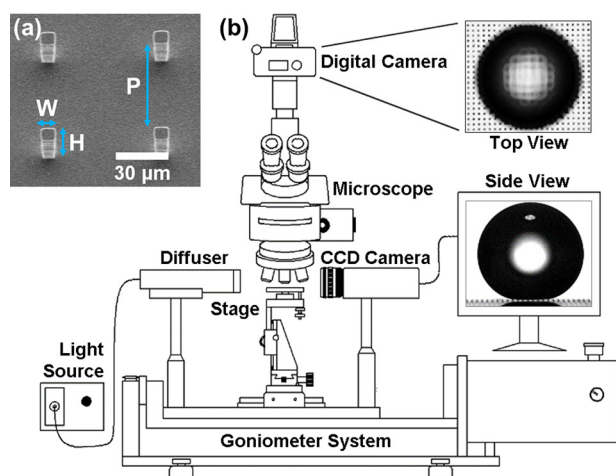 (a)
P
W
H
30 µm
(b)
Digital Camera
Top View
Microscope
Side View
Diffuser
CCD Camera
Stage
Light
Source
Goniometer System